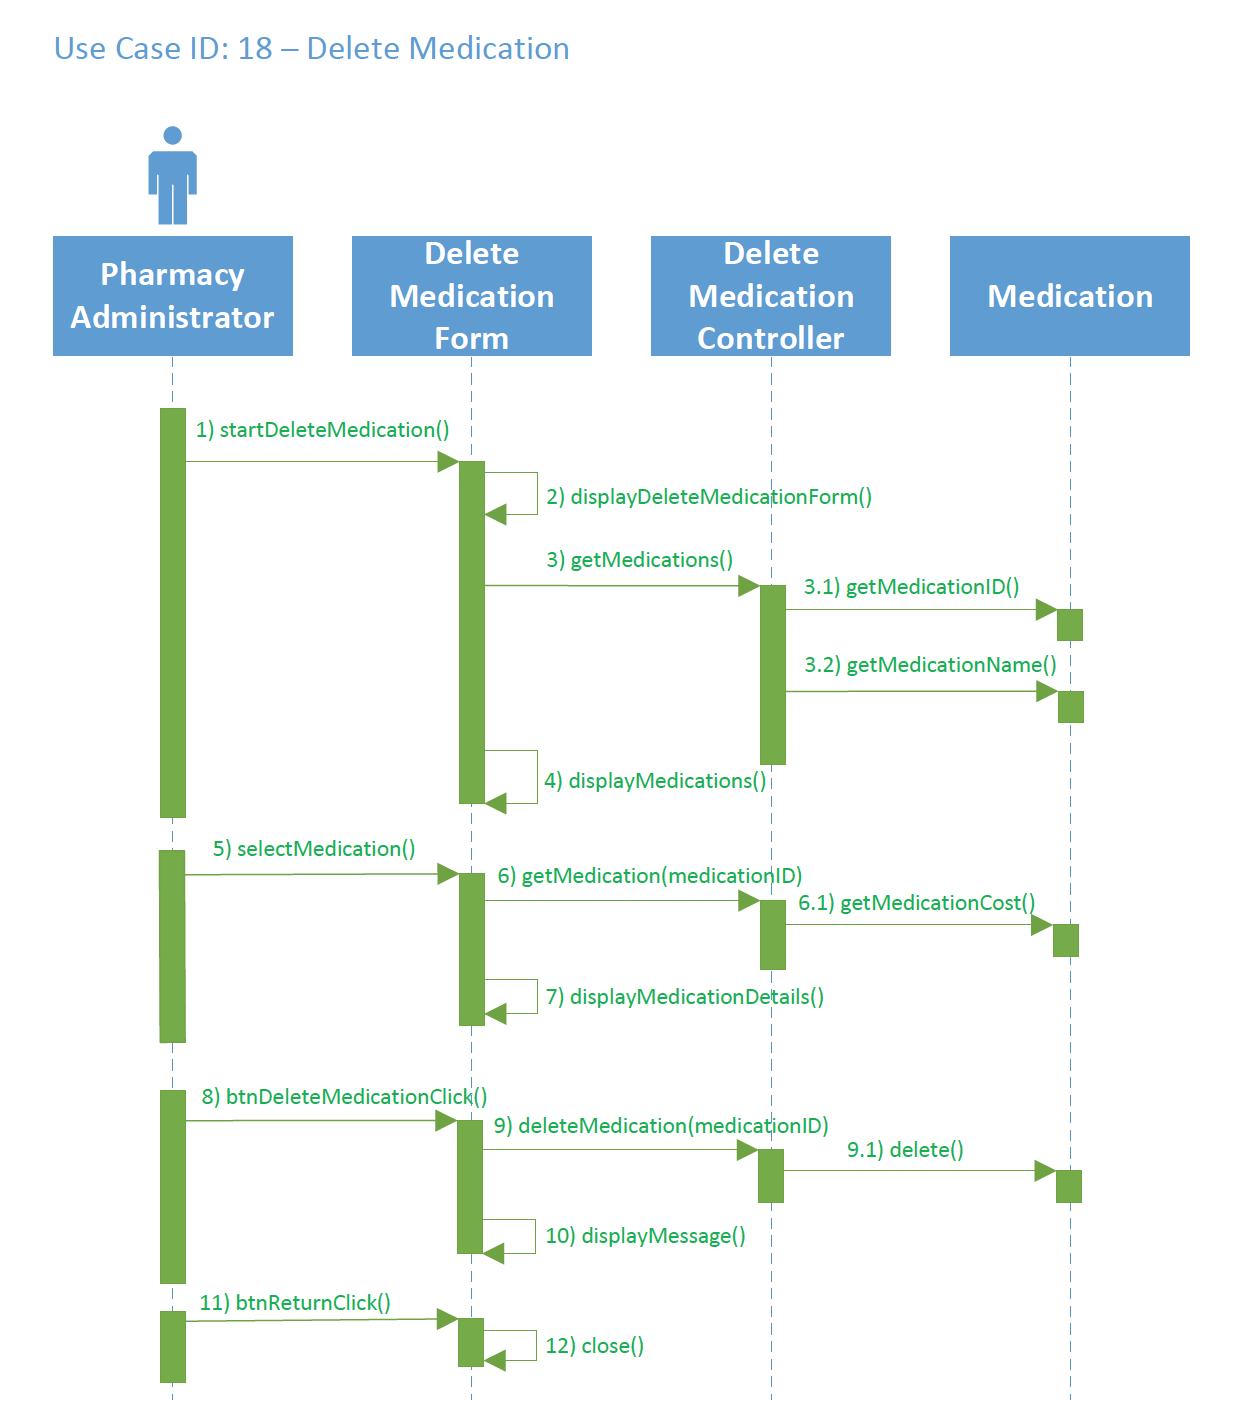 Use Case ID: 18 – Delete Medication
Pharmacy
Administrator
Delete
Medication
Form
Delete
Medication
Controller
Medication
1) startDeleteMedication()
2) displayDeleteMedicationForm()
3) getMedications()
3.1) getMedicationID()
3.2) getMedicationName()
4) displayMedications()
5) selectMedication()
6) getMedication(medicationID)
6.1) getMedicationCost()
7) displayMedicationDetails()
8) btnDeleteMedicationClick()
9) deleteMedication(medicationID)
9.1) delete()
10) displayMessage()
11) btnReturnClick()
12) close()